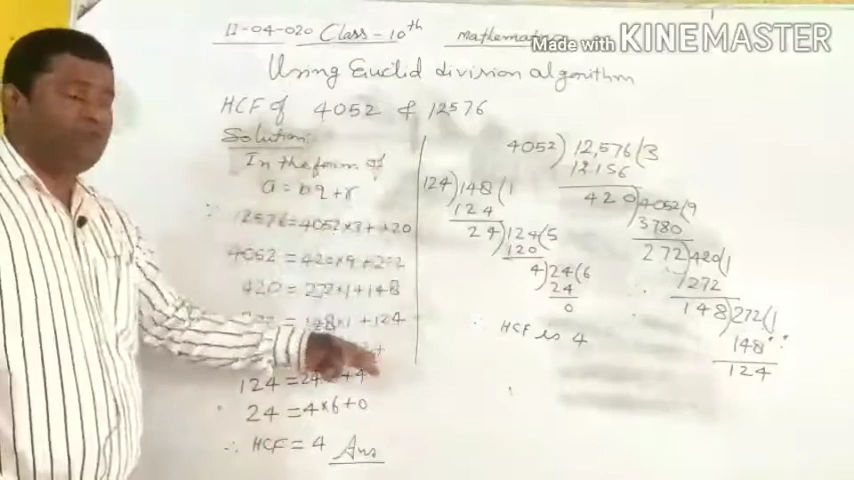 11-04-020 Class-10th
Made with KINEMASTER
Using Euclid division algorithm
HCF of 4052 & 12576
Solution:
In the form of
a = bq + r
∴ 12576 = 4052×3 + 420
4052 = 420×9 + 272
420 = 272×1 + 148
148×1 + 124
124 = 24×5 + 4
24 = 4×6 + 0
∴ HCF = 4 Ans
4052) 12,576 (3
12156
420) 4052 (9
3780
272) 420 (1
272
148) 272 (1
148
124
124) 148 (1
124
24) 124 (5
120
4) 24 (6
24
0
∴ HCF is 4